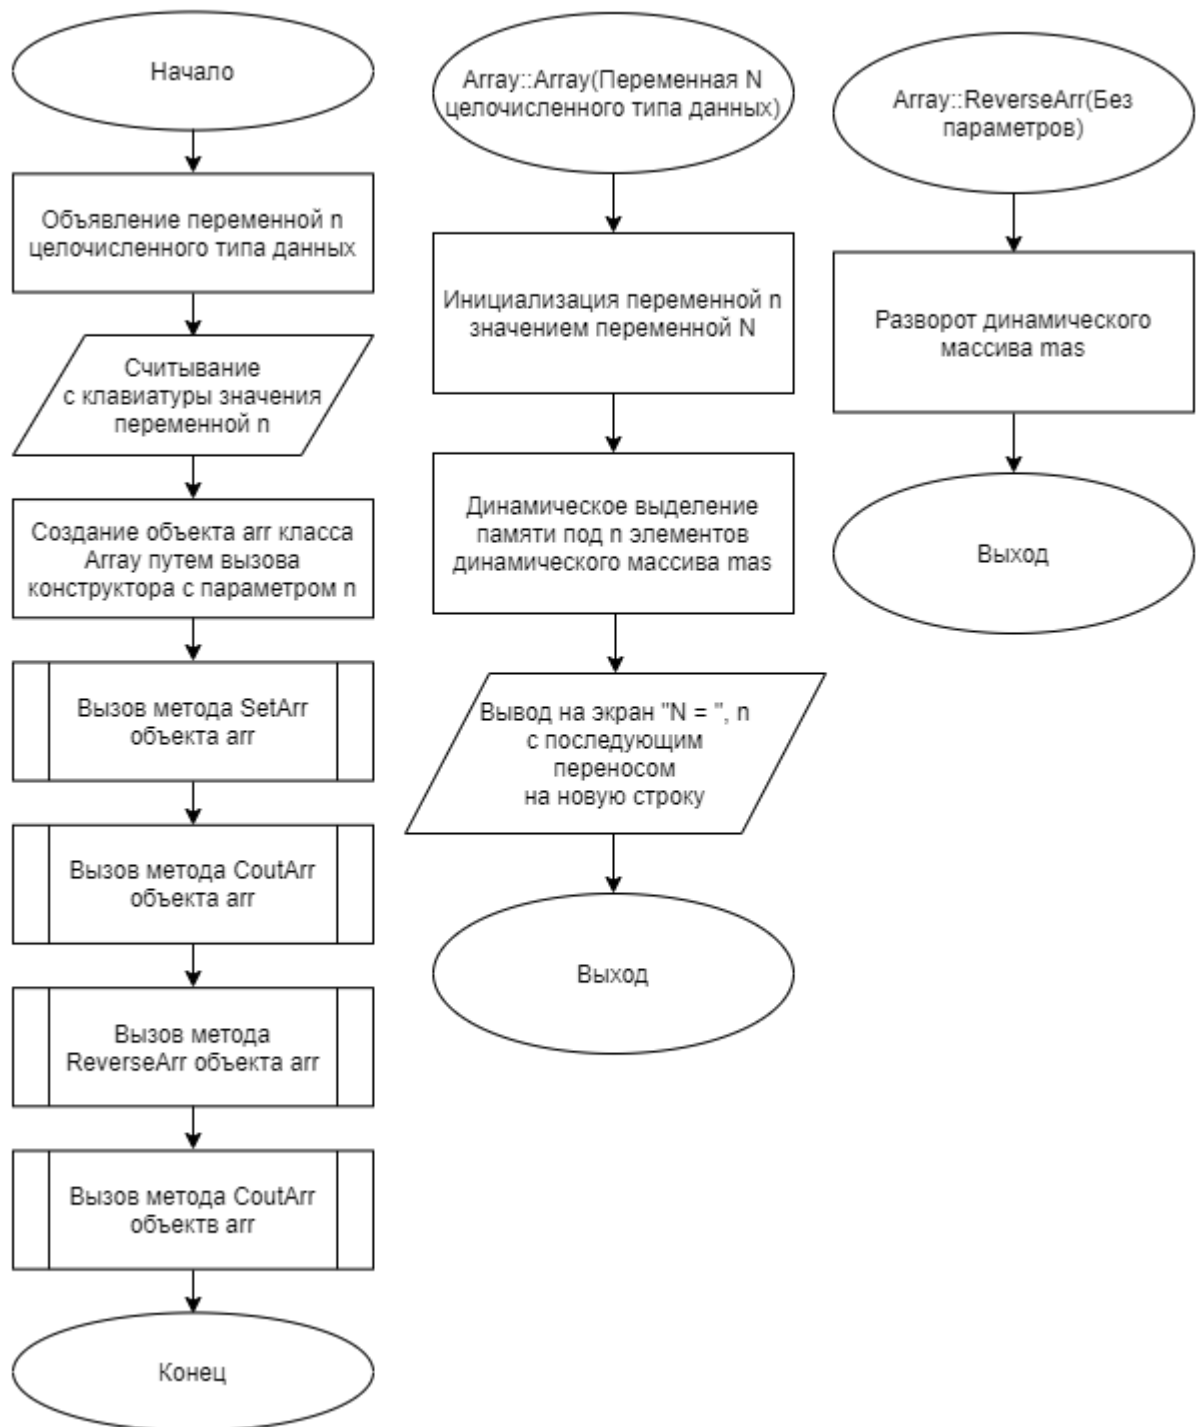 Начало
Объявление переменной n
целочисленного типа данных
Считывание
с клавиатуры значения
переменной n
Создание объекта arr класса
Array путем вызова
конструктора с параметром n
Вызов метода SetArr
объекта arr
Вызов метода CoutArr
объекта arr
Вызов метода
ReverseArr объекта arr
Вызов метода CoutArr
объектв arr
Конец
Array::Array(Переменная N
целочисленного типа данных)
Инициализация переменной n
значением переменной N
Динамическое выделение
памяти под n элементов
динамического массива mas
Вывод на экран "N = ", n
с последующим
переносом
на новую строку
Выход
Array::ReverseArr(Без
параметров)
Разворот динамического
массива mas
Выход